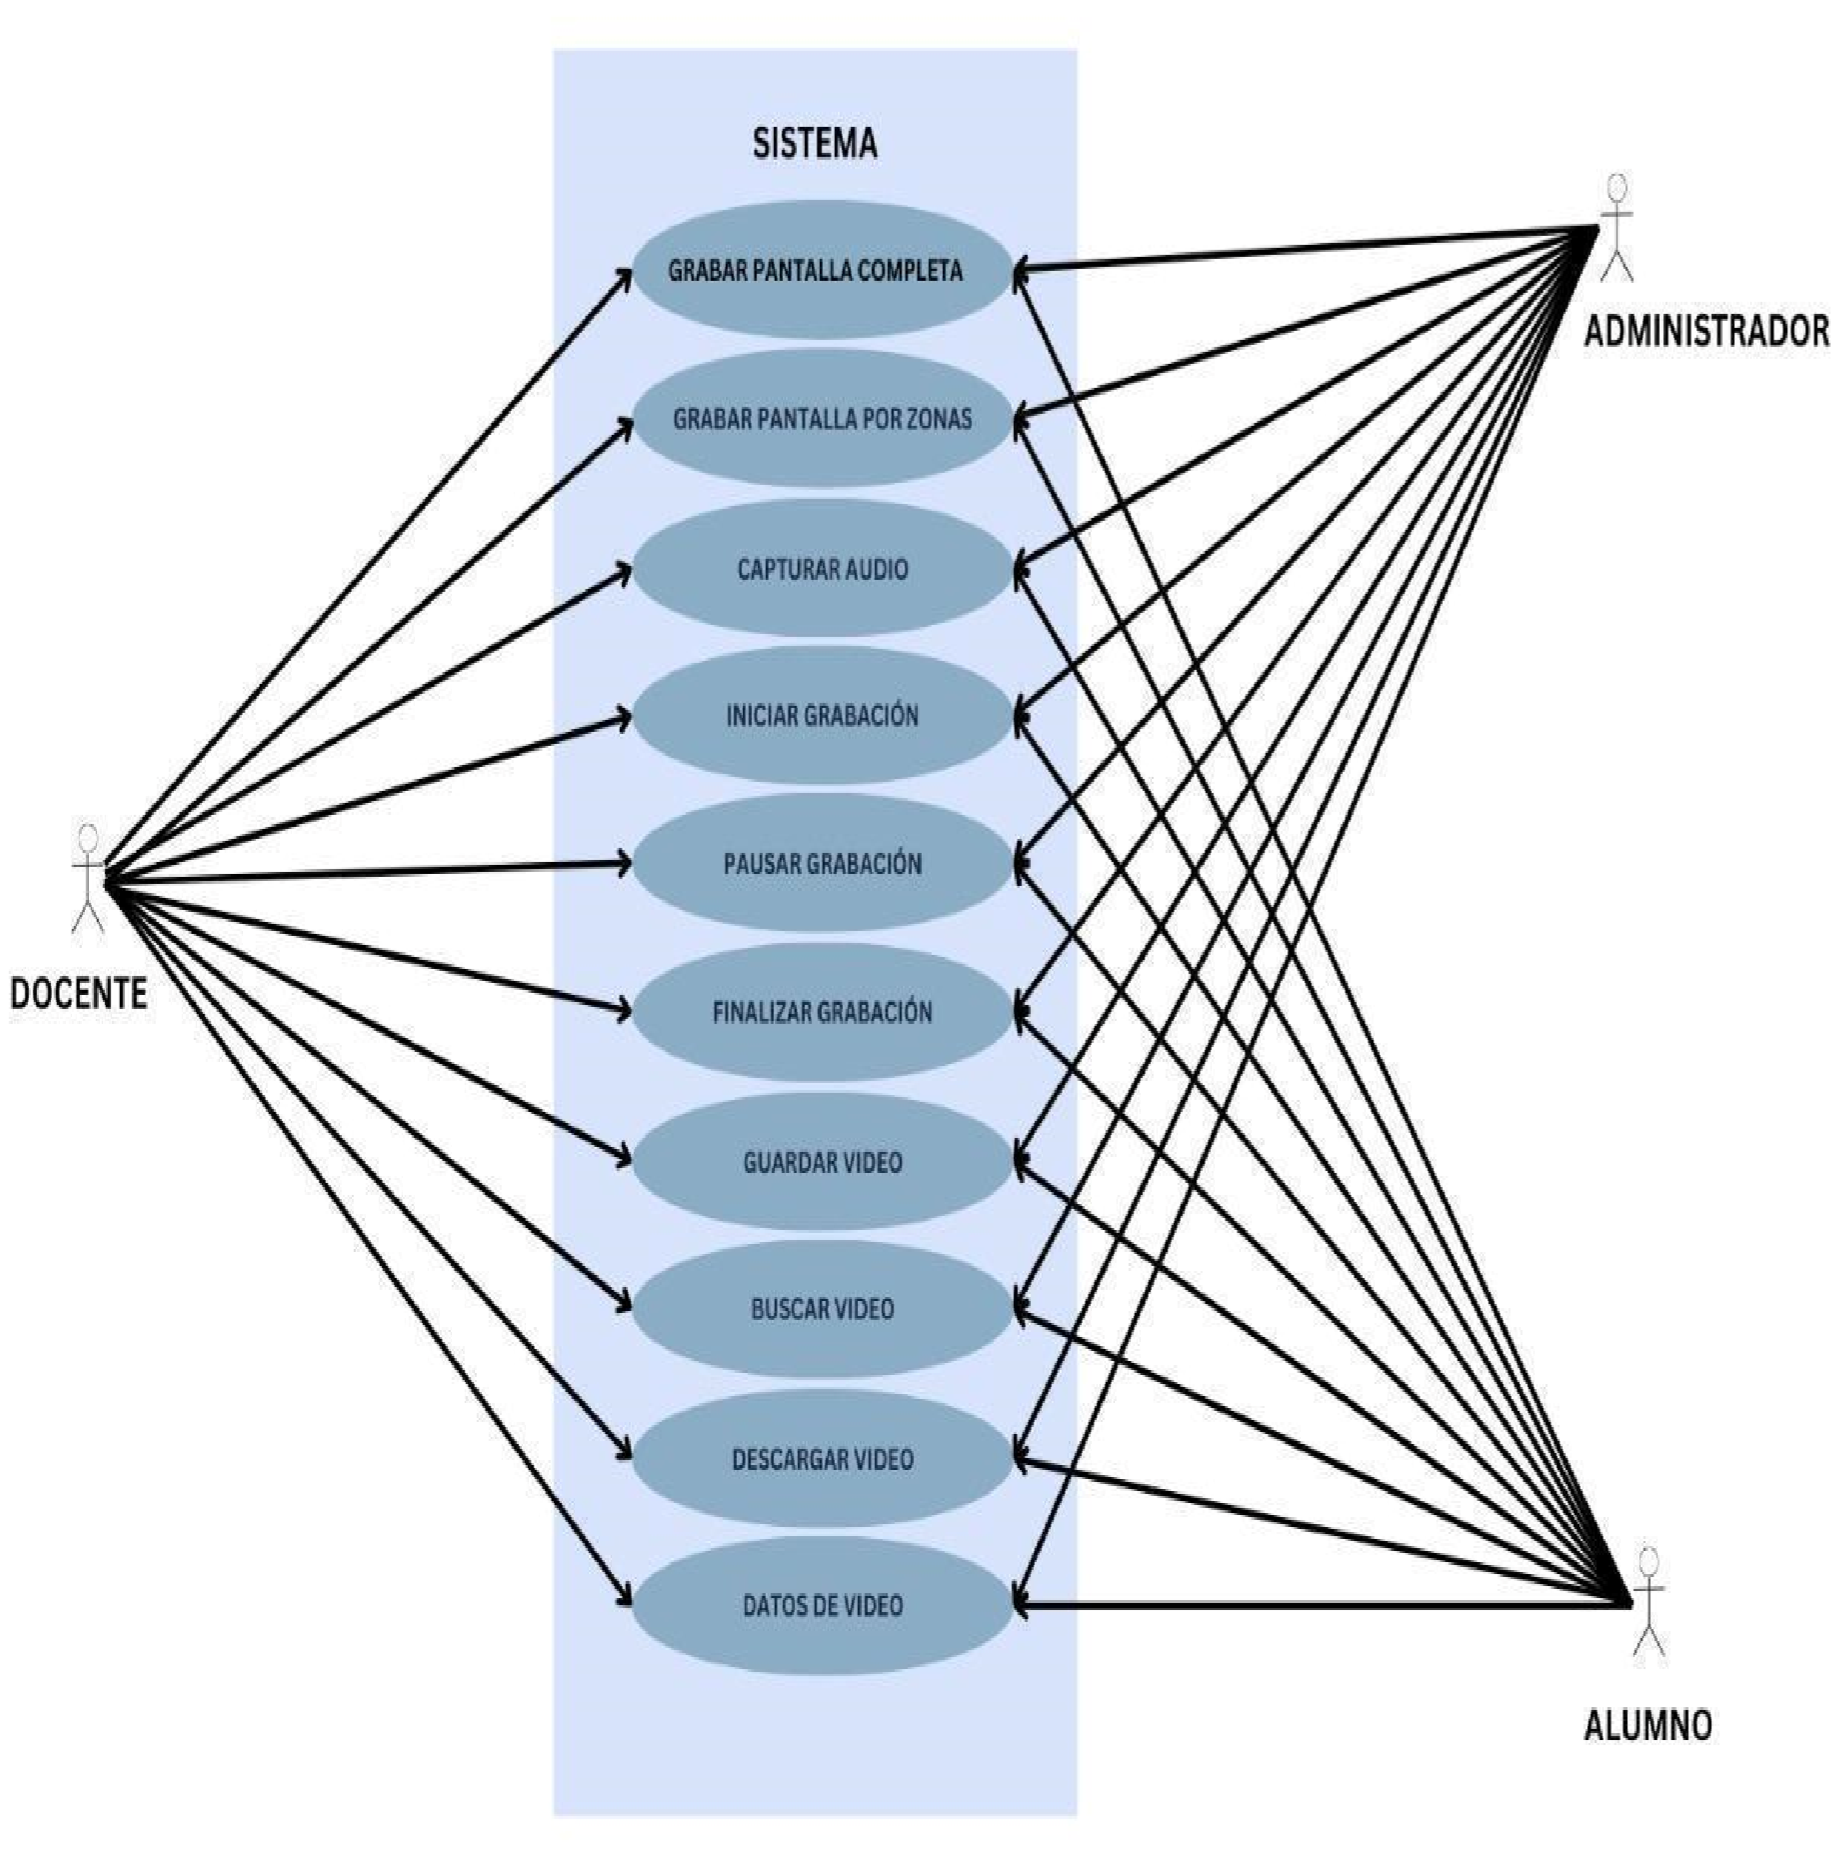 SISTEMA
GRABAR PANTALLA COMPLETA
ADMINISTRADOR
GRABAR PANTALLA POR ZONAS
CAPTURAR AUDIO
INICIAR GRABACIÓN
PAUSAR GRABACIÓN
DOCENTE
FINALIZAR GRABACIÓN
GUARDAR VIDEO
BUSCAR VIDEO
DESCARGAR VIDEO
DATOS DE VIDEO
ALUMNO